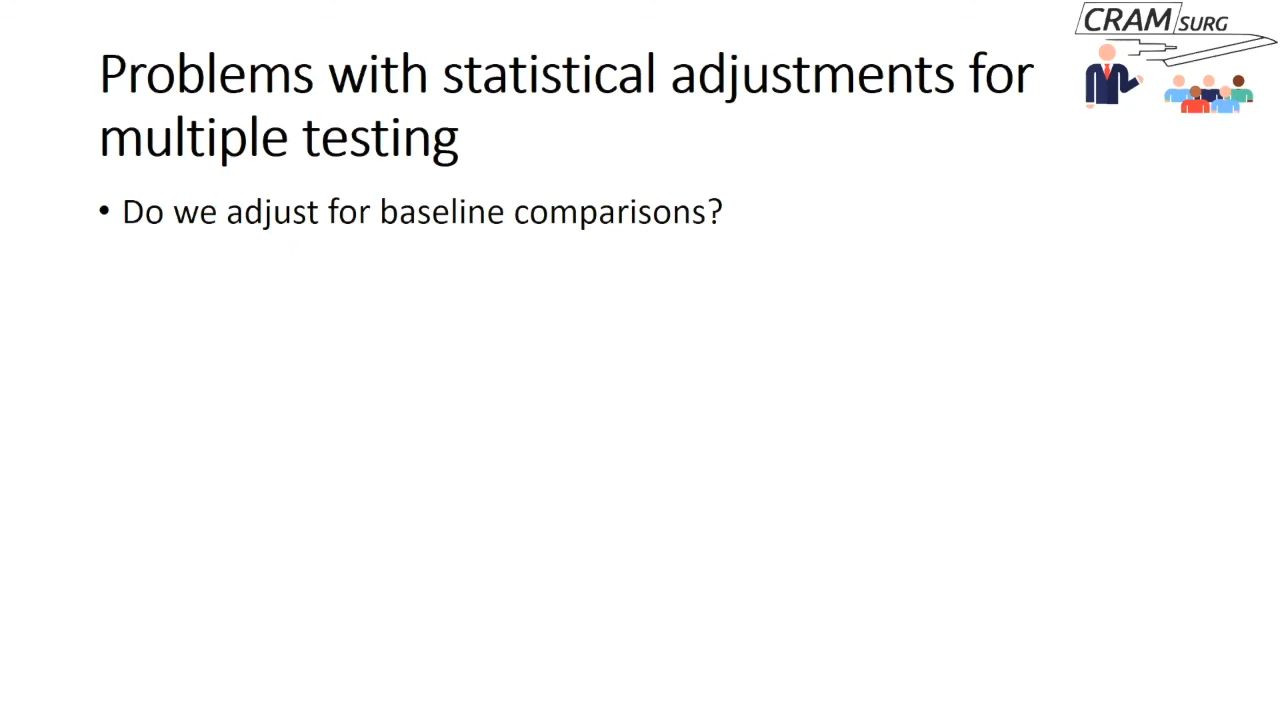 CRAM SURG
Problems with statistical adjustments for
multiple testing
• Do we adjust for baseline comparisons?